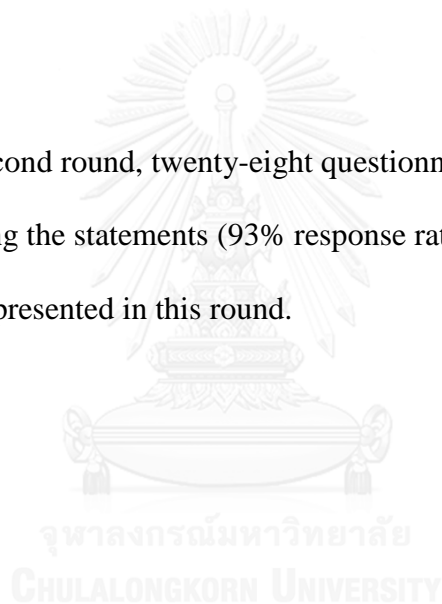 cond round, twenty-eight questionn
ng the statements (93% response rat
presented in this round.
จุฬาลงกรณ์มหาวิทยาลัย
CHULALONGKORN UNIVERSITY